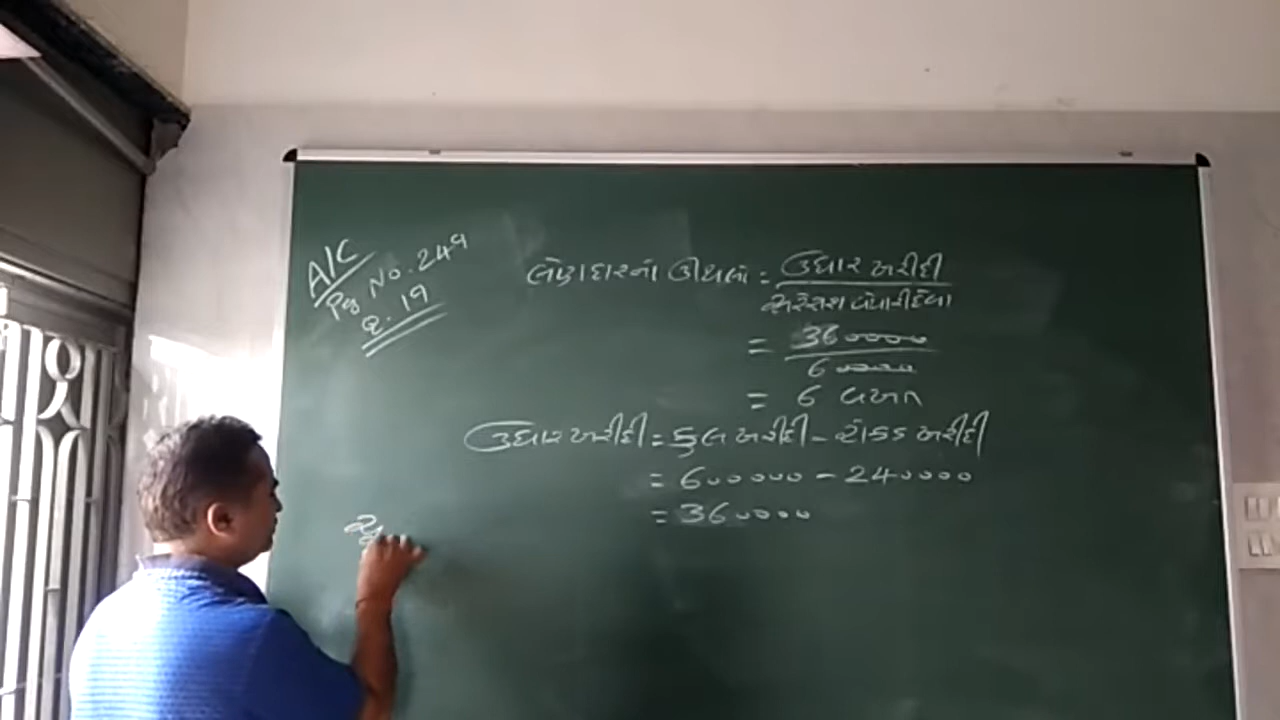 A/C
Pg No. 249
Q. 19
લેણદારનાં ઊથલો = ઉધાર ખરીદી
સરેરાશ વેપારીદેવા
= 360000
60000
= 6 વખત
ઉધાર ખરીદી = કુલ ખરીદી - રોકડ ખરીદી
= 600000 - 240000
= 360000